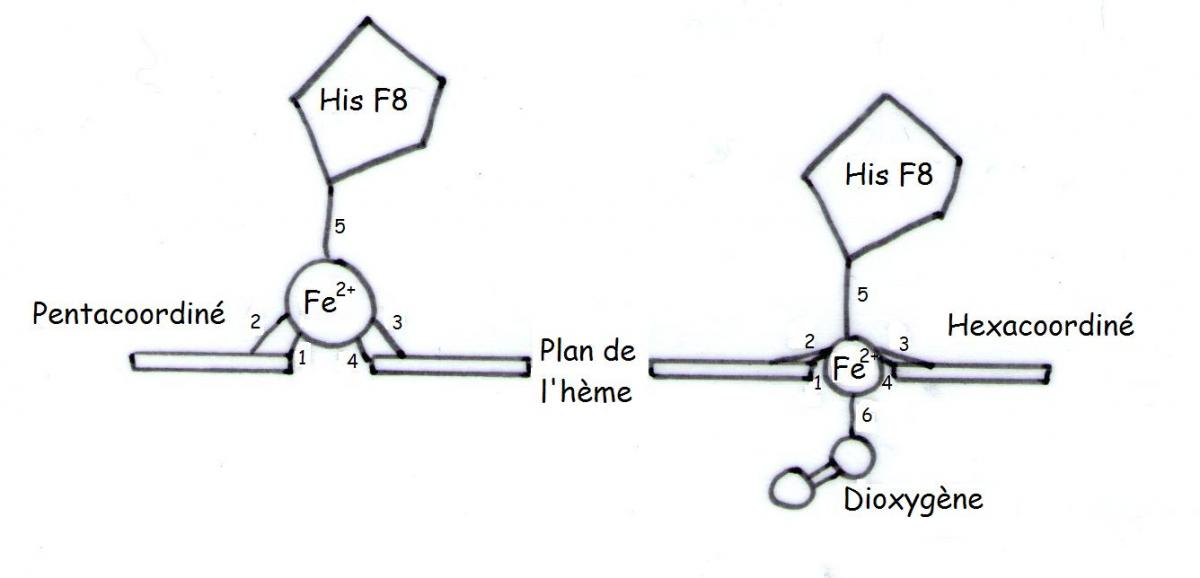 His F8
5
Fe2+
Pentacoordiné
2
3
1
4
Plan de
l'hème
His F8
5
Hexacoordiné
2
3
Fe2+
1
4
6
Dioxygène